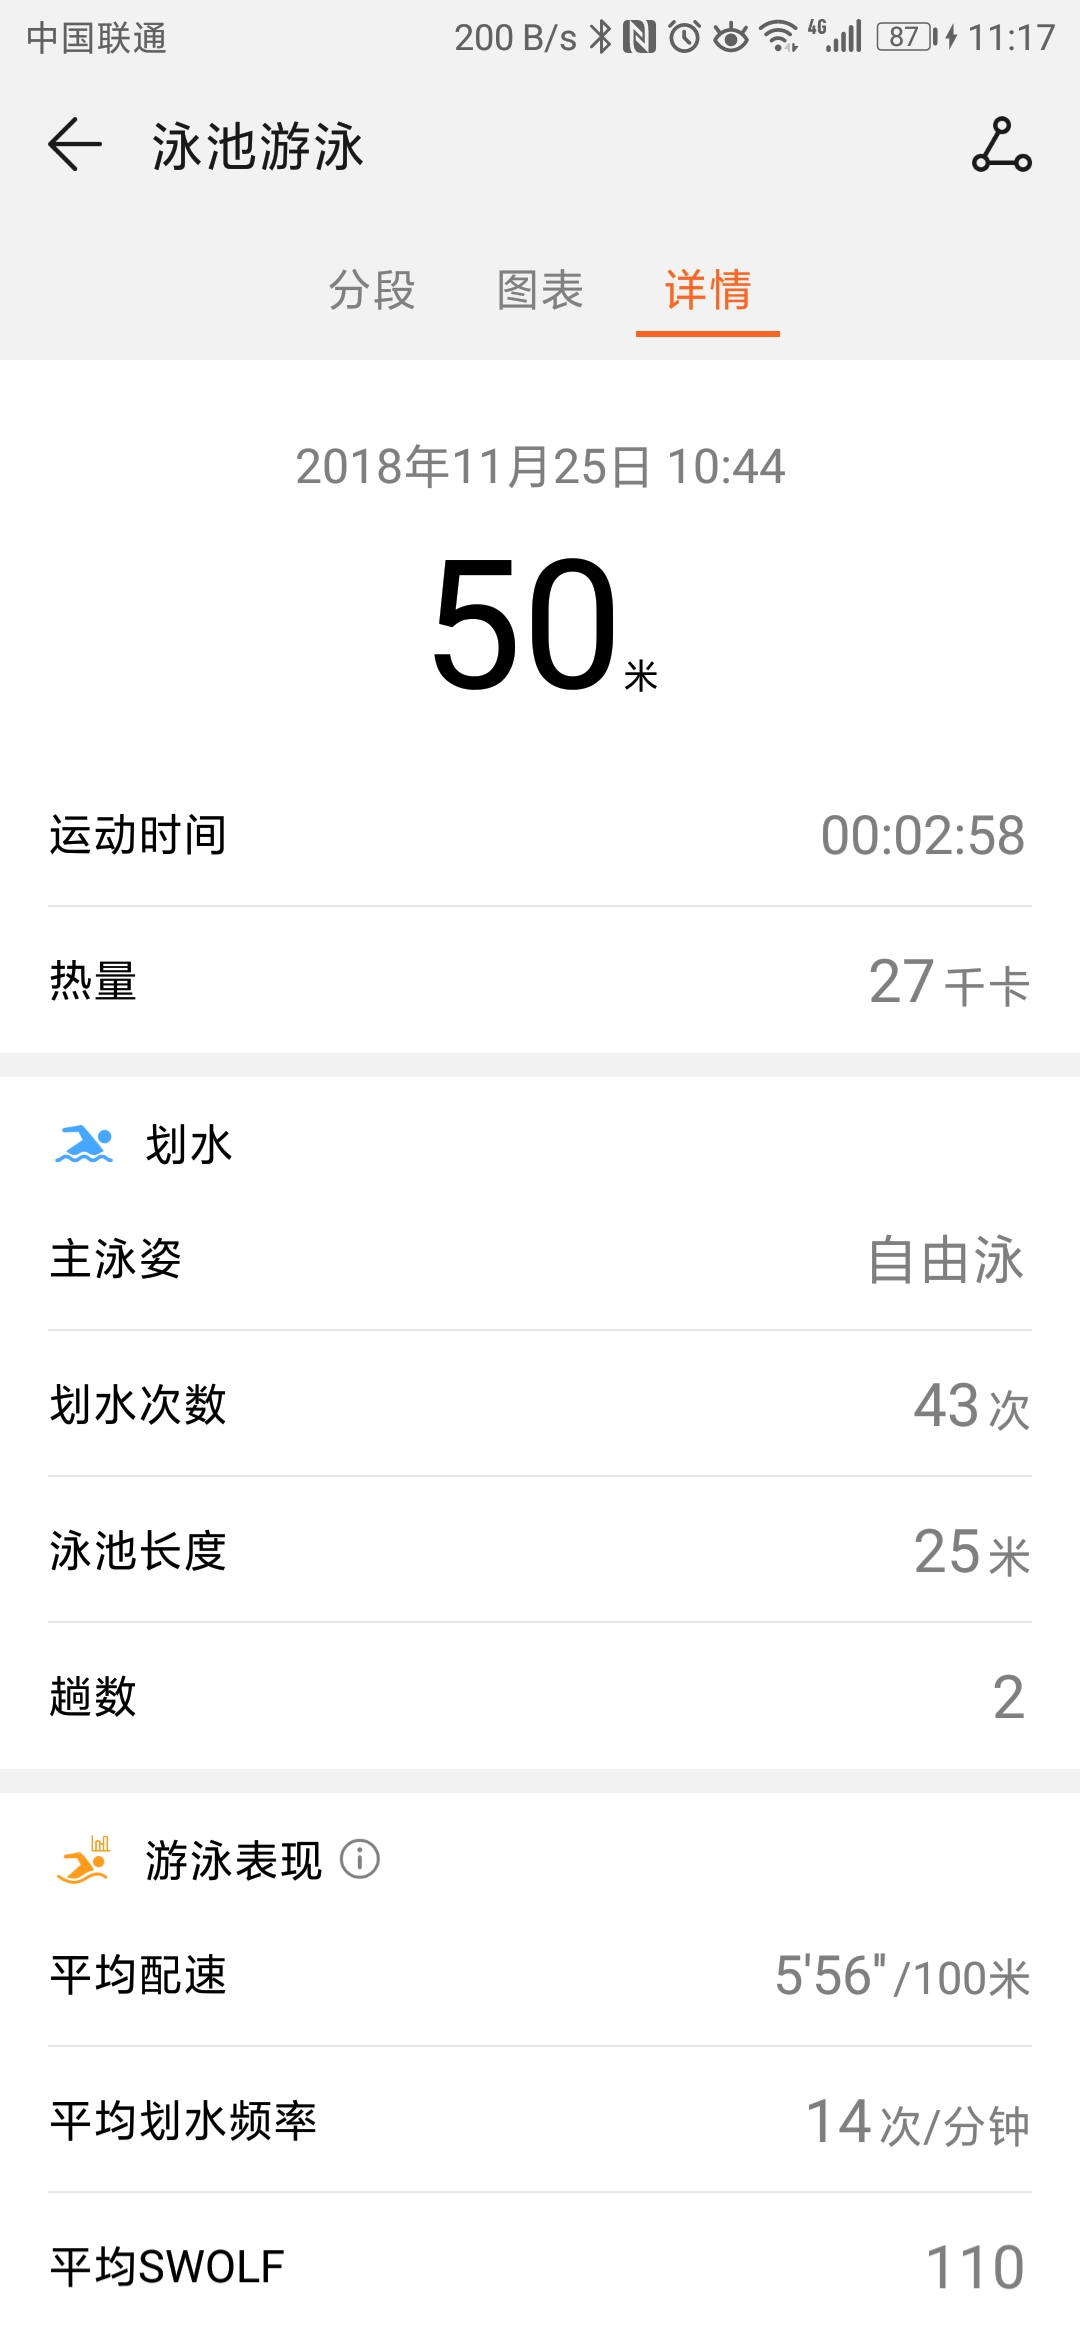 中国联通 200 B/s 4G 87 11:17
泳池游泳
分段 图表 详情
2018年11月25日 10:44
50米
运动时间 00:02:58
热量 27千卡
划水
主泳姿 自由泳
划水次数 43次
泳池长度 25米
趟数 2
游泳表现
平均配速 5'56"/100米
平均划水频率 14次/分钟
平均SWOLF 110